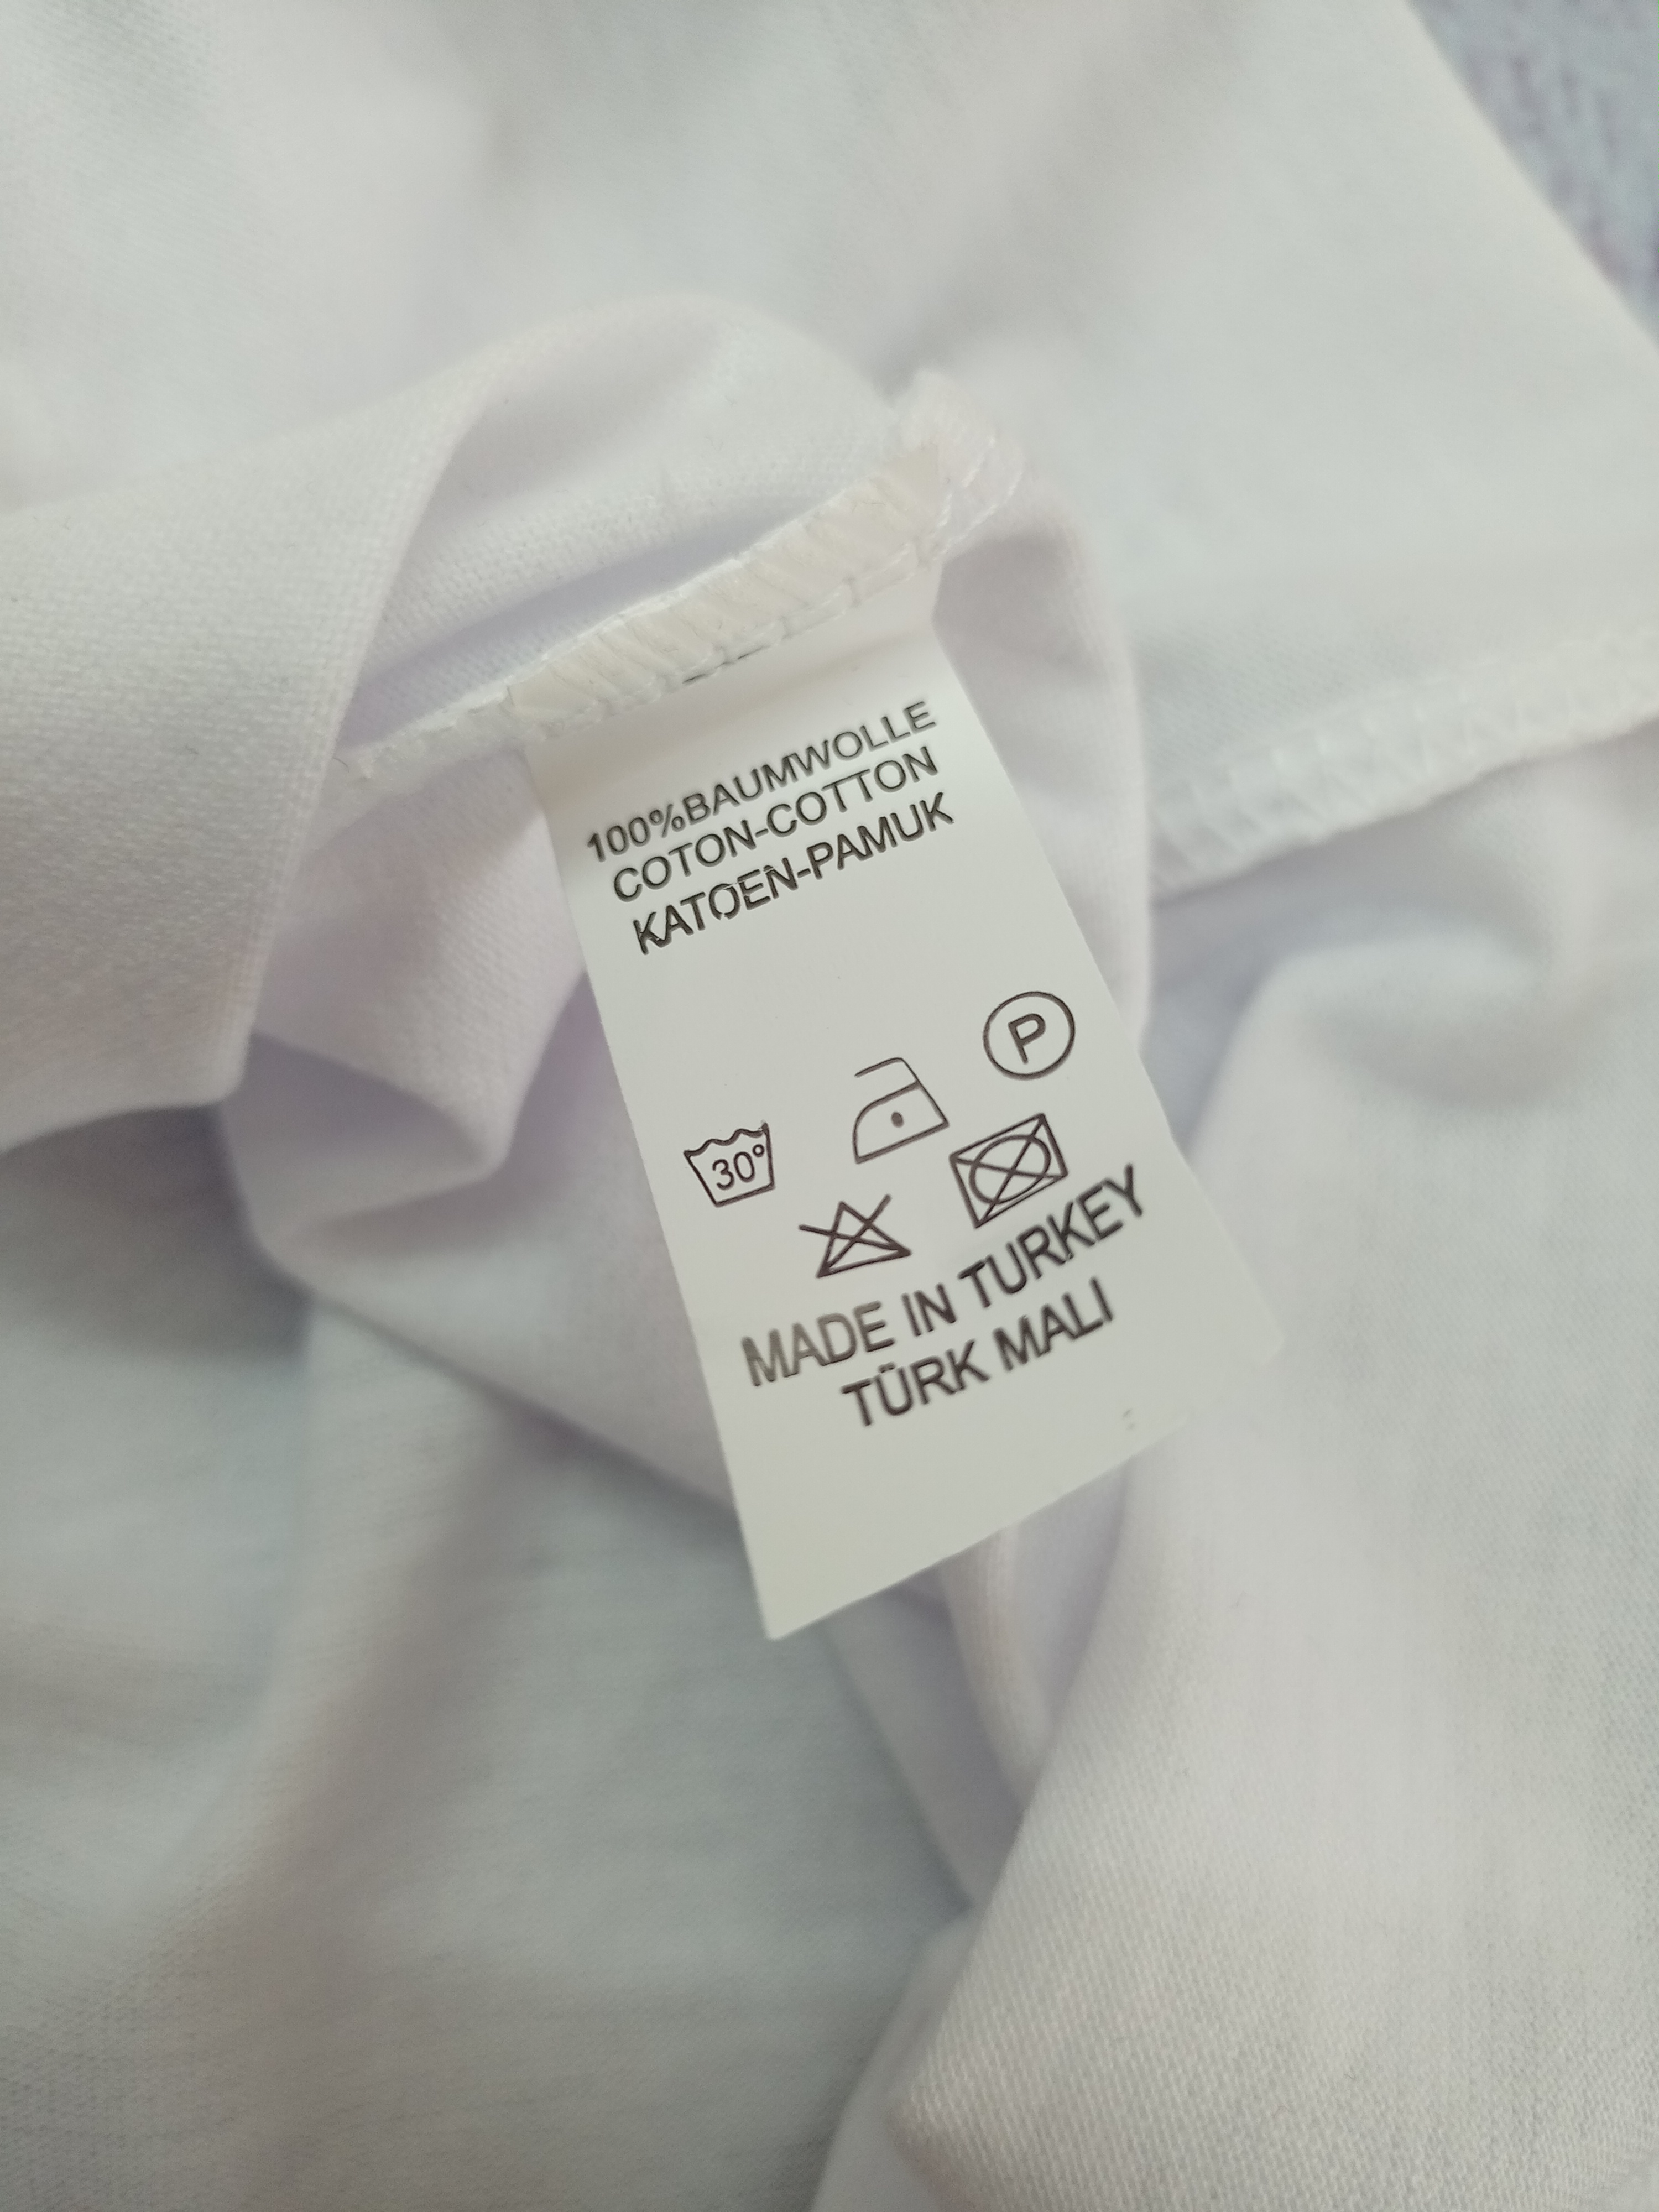 100%BAUMWOLLE
COTON-COTTON
KATOEN-PAMUK
P
30°
MADE IN TURKEY
TÜRK MALI